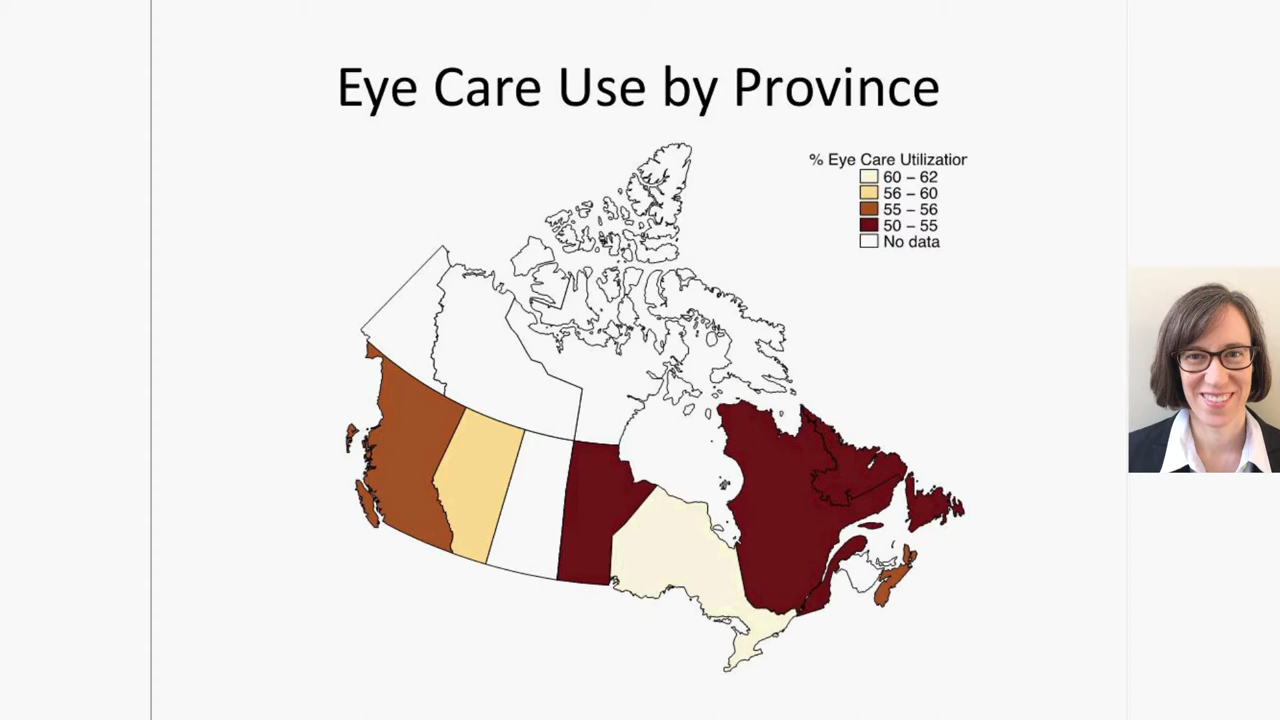 Eye Care Use by Province
% Eye Care Utilizatior
60 – 62
56 – 60
55 – 56
50 – 55
No data